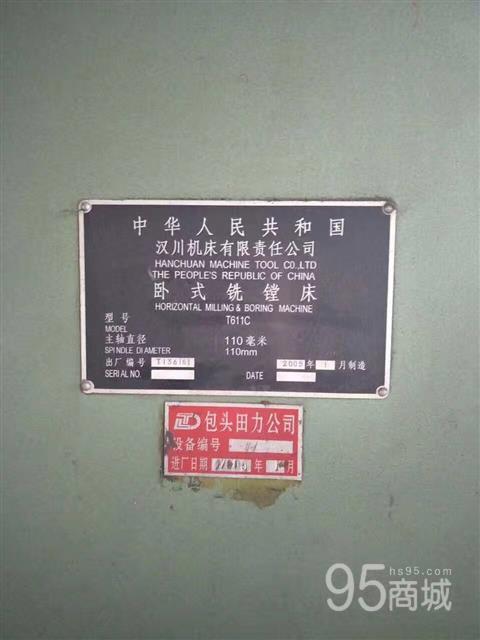 中华人民共和国
汉川机床有限责任公司
HANCHUAN MACHINE TOOL CO.,LTD
THE PEOPLE'S REPUBLIC OF CHINA
卧式铣镗床
HORIZONTAL MILLING & BORING MACHINE
型号 T611C
MODEL
主轴直径 110毫米
SPINDLE DIAMETER 110mm
出厂编号 2005年 月制造
SERIAL NO. DATE
包头田力公司
设备编号
进厂日期 年 月
hs95.com
95商城